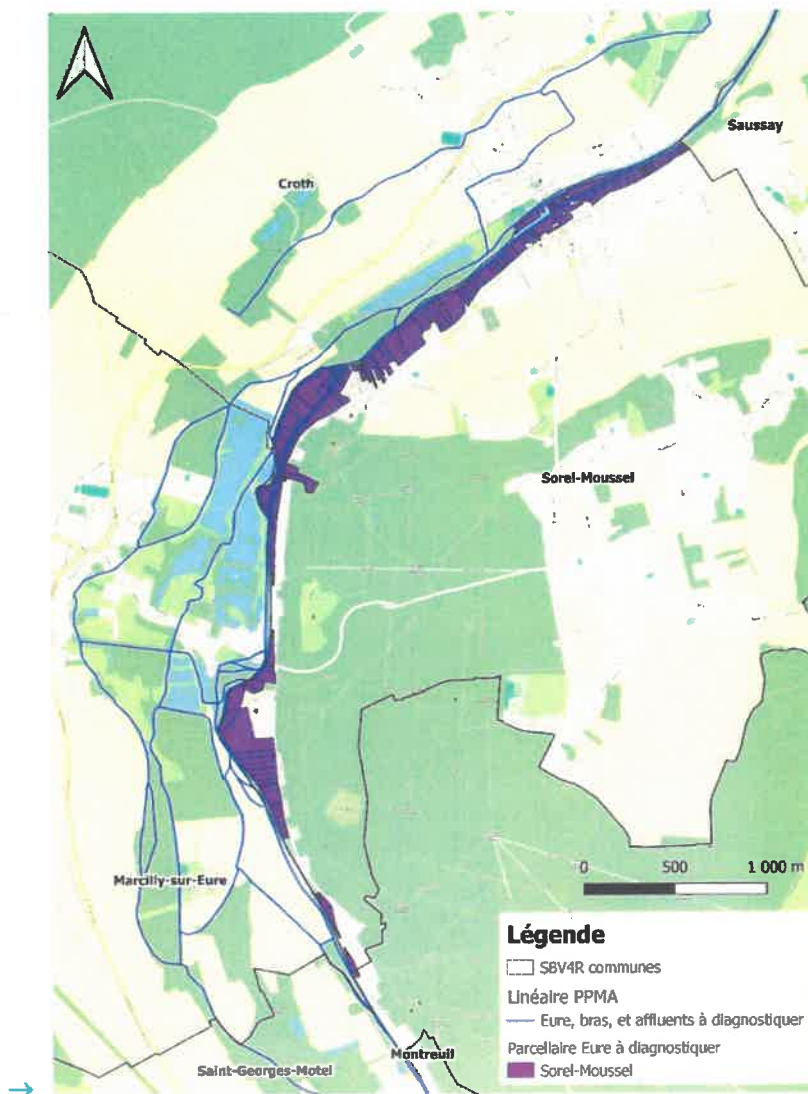 Saussay
Croth
Sorel-Moussel
Marcilly-sur-Eure
0 500 1 000 m
Légende
SBV4R communes
Linéaire PPMA
Eure, bras, et affluents à diagnostiquer
Parcellaire Eure à diagnostiquer
Sorel-Moussel
Montreuil
Saint-Georges-Motel
→